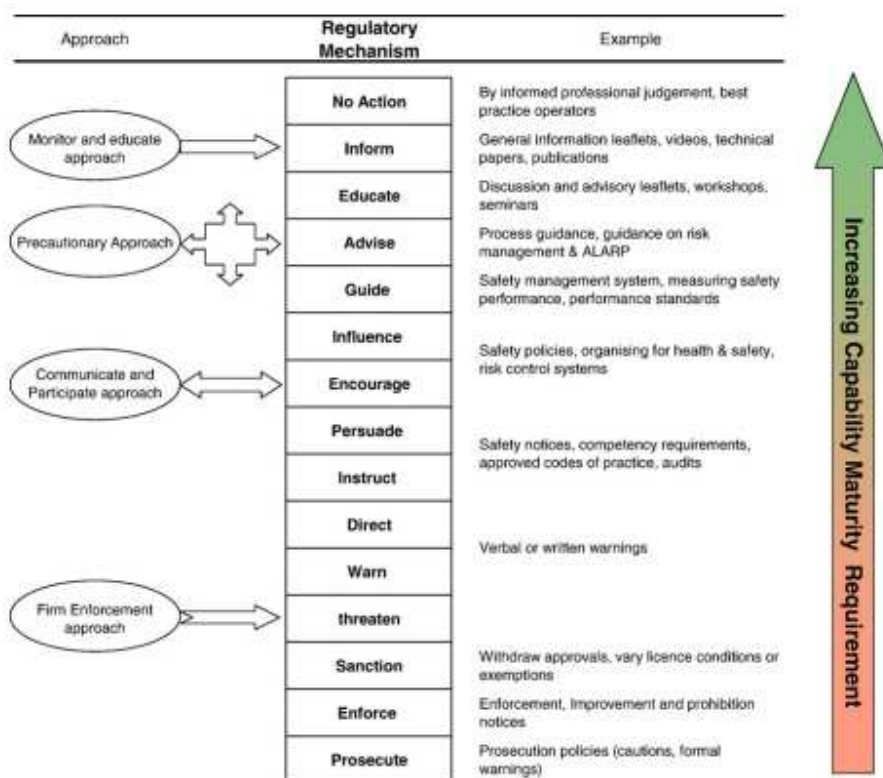 Approach
Regulatory
Mechanism
Example
No Action
By informed professional judgement, best
practice operators
Monitor and educate
approach
Inform
General information leaflets, videos, technical
papers, publications
Educate
Discussion and advisory leaflets, workshops,
seminars
Precautionary Approach
Advise
Process guidance, guidance on risk
management & ALARP
Guide
Safety management system, measuring safety
performance, performance standards
Influence
Safety policies, organising for health & safety,
risk control systems
Communicate and
Participate approach
Encourage
Persuade
Safety notices, competency requirements,
approved codes of practice, audits
Instruct
Direct
Verbal or written warnings
Warn
Firm Enforcement
approach
threaten
Sanction
Withdraw approvals, vary licence conditions or
exemptions
Enforce
Enforcement, Improvement and prohibition
notices
Prosecute
Prosecution policies (cautions, formal
warnings)
Increasing Capability Maturity Requirement